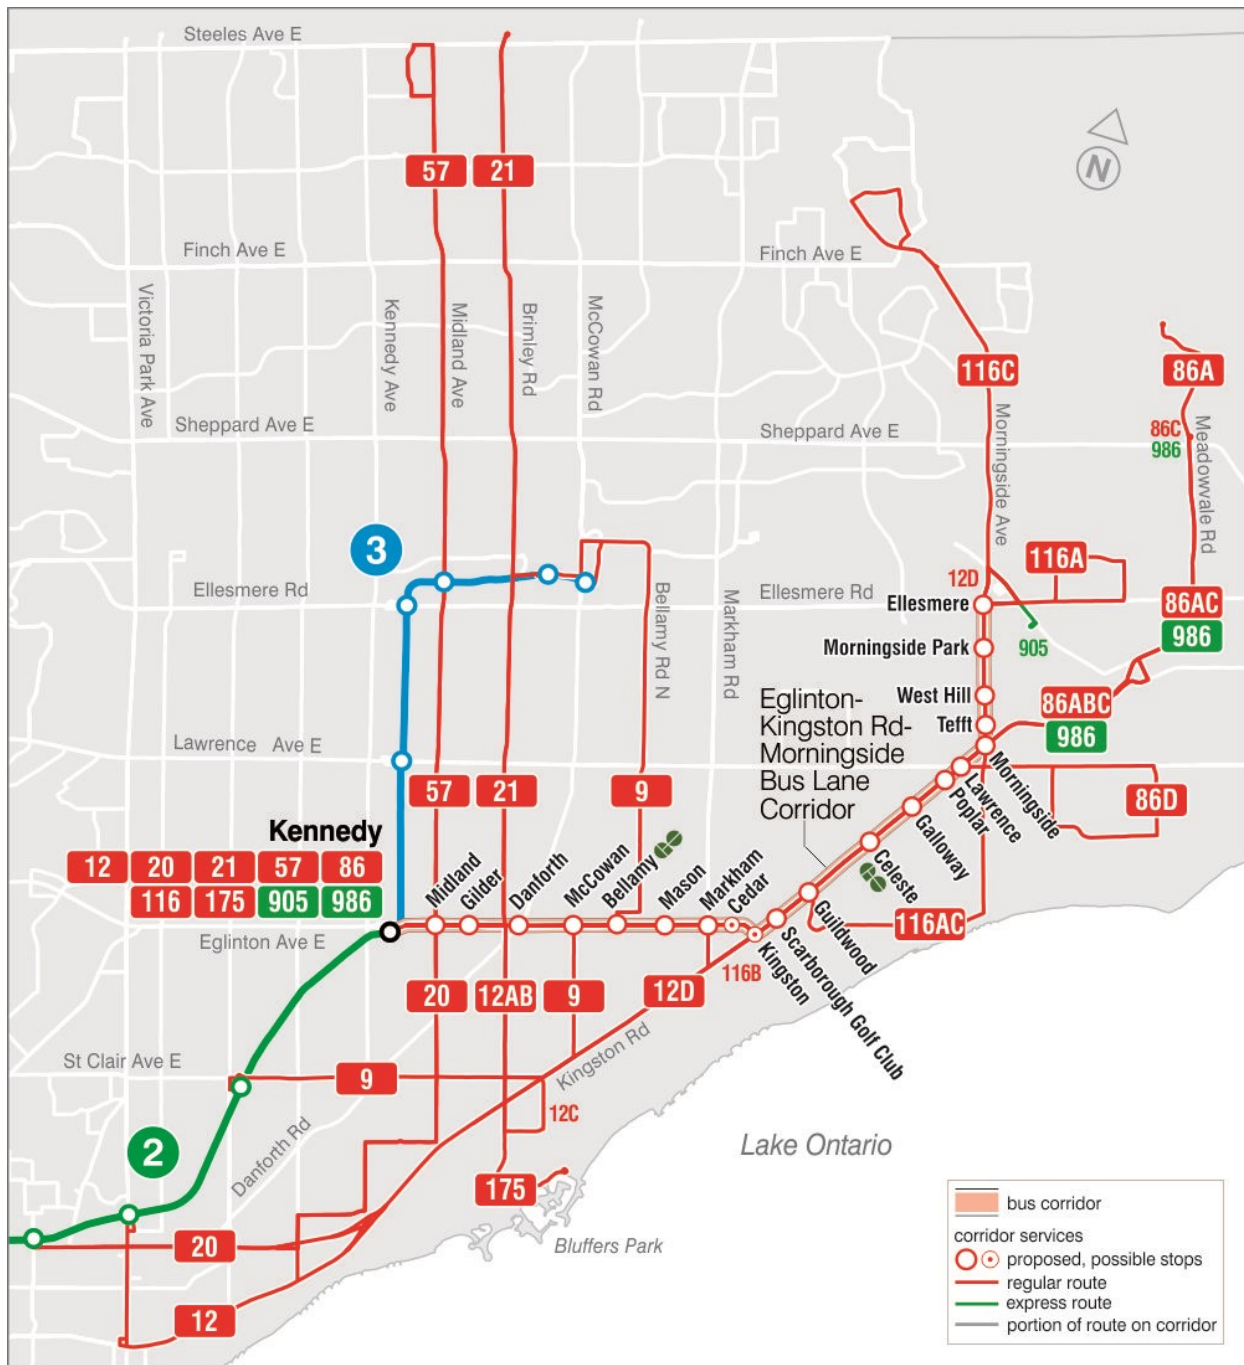 Steeles Ave E
57
21
Finch Ave E
Finch Ave E
Victoria Park Ave
Kennedy Ave
Midland Ave
Brimley Rd
McCowan Rd
N
116C
86A
Sheppard Ave E
Sheppard Ave E
Morningside Ave
86C
986
Meadowvale Rd
3
Ellesmere Rd
Bellamy Rd N
Markham Rd
Ellesmere Rd
12D
116A
Ellesmere
86AC
986
905
Morningside Park
West Hill
Tefft
86ABC
986
Eglinton-
Kingston Rd-
Morningside
Bus Lane
Corridor
Lawrence Ave E
57
21
9
86D
Kennedy
12
20
21
57
86
116
175
905
986
Midland
Gilder
Danforth
McCowan
Bellamy
Mason
Markham
Cedar
Kingston
Scarborough Golf Club
Guildwood
Celeste
Galloway
Poplar
Lawrence
Morningside
Eglinton Ave E
116AC
20
12AB
9
12D
116B
Kingston Rd
St Clair Ave E
9
12C
2
Danforth Rd
Lake Ontario
175
20
Bluffers Park
12
bus corridor
corridor services
proposed, possible stops
regular route
express route
portion of route on corridor